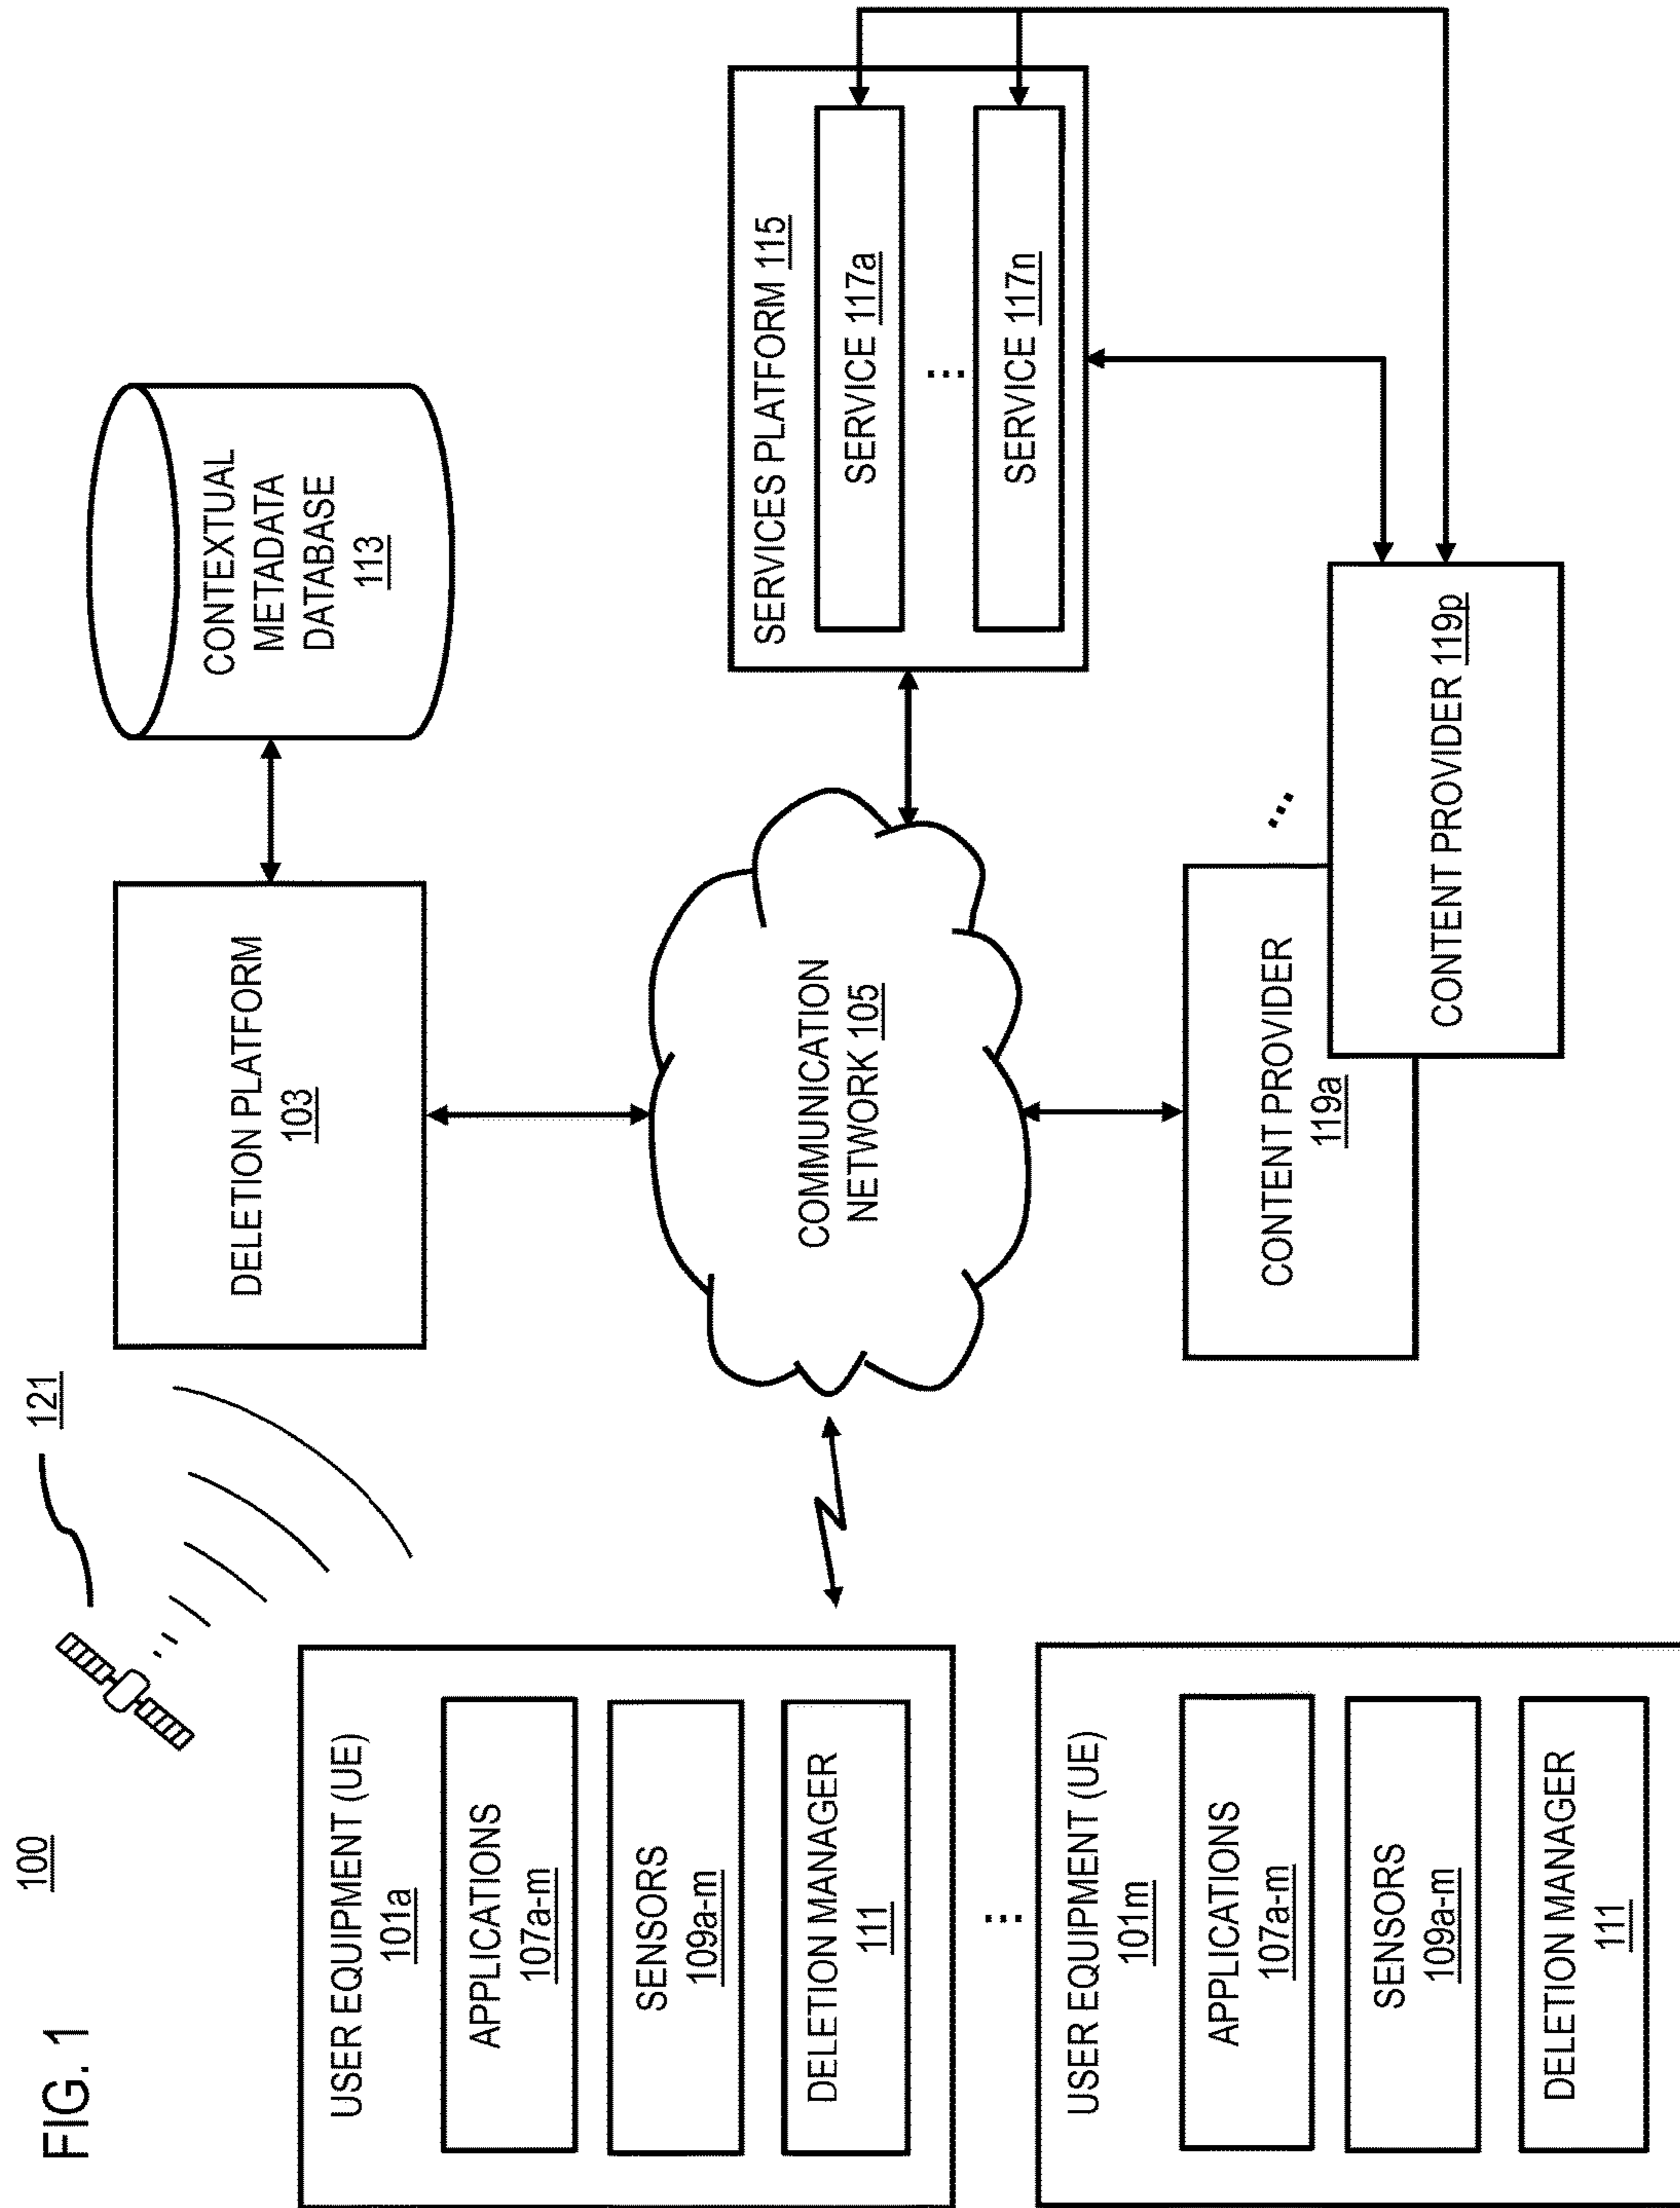 FIG. 1
100
121
USER EQUIPMENT (UE)
101a
APPLICATIONS
107a-m
SENSORS
109a-m
DELETION MANAGER
111
...
USER EQUIPMENT (UE)
101m
APPLICATIONS
107a-m
SENSORS
109a-m
DELETION MANAGER
111
DELETION PLATFORM
103
CONTEXTUAL
METADATA
DATABASE
113
COMMUNICATION
NETWORK 105
SERVICES PLATFORM 115
SERVICE 117a
...
SERVICE 117n
CONTENT PROVIDER
119a
...
CONTENT PROVIDER 119p